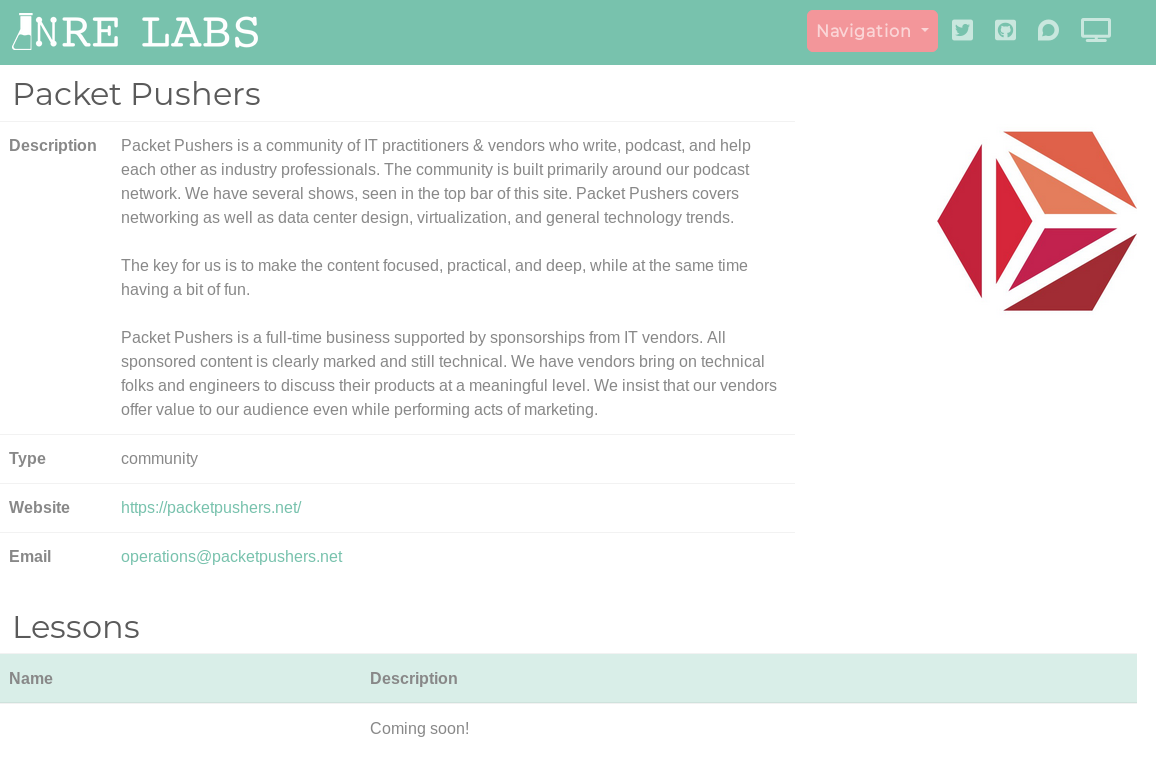 NRE LABS
Navigation
Packet Pushers
Description
Packet Pushers is a community of IT practitioners & vendors who write, podcast, and help
each other as industry professionals. The community is built primarily around our podcast
network. We have several shows, seen in the top bar of this site. Packet Pushers covers
networking as well as data center design, virtualization, and general technology trends.
The key for us is to make the content focused, practical, and deep, while at the same time
having a bit of fun.
Packet Pushers is a full-time business supported by sponsorships from IT vendors. All
sponsored content is clearly marked and still technical. We have vendors bring on technical
folks and engineers to discuss their products at a meaningful level. We insist that our vendors
offer value to our audience even while performing acts of marketing.
Type community
Website https://packetpushers.net/
Email operations@packetpushers.net
Lessons
Name Description
Coming soon!